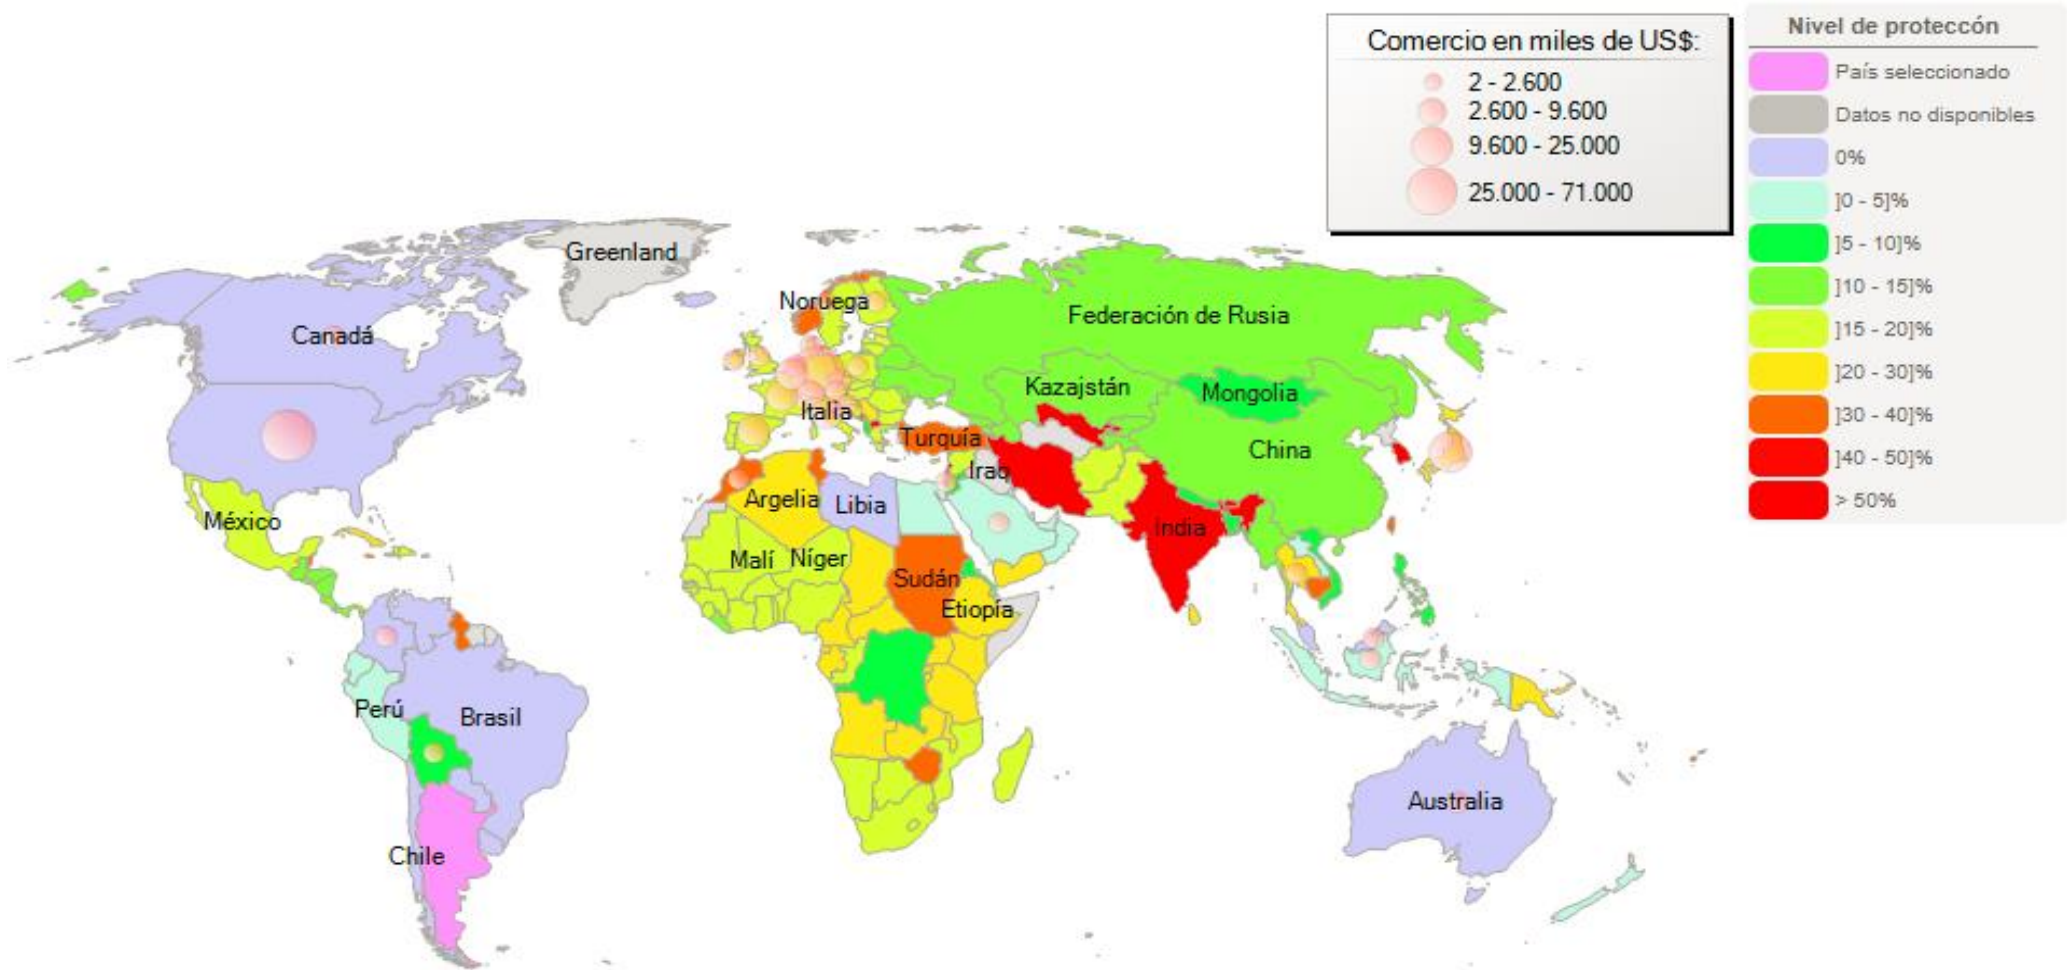 Comercio en miles de US$:
2 - 2.600
2.600 - 9.600
9.600 - 25.000
25.000 - 71.000
Nivel de proteccón
País seleccionado
Datos no disponibles
0%
]0 - 5]%
]5 - 10]%
]10 - 15]%
]15 - 20]%
]20 - 30]%
]30 - 40]%
]40 - 50]%
> 50%
Greenland
Noruega
Canadá
Federación de Rusia
Kazajstán
Mongolia
Italia
Turquía
China
Iraq
México
Argelia
Libia
India
Malí
Níger
Sudán
Etiopía
Perú
Brasil
Australia
Chile